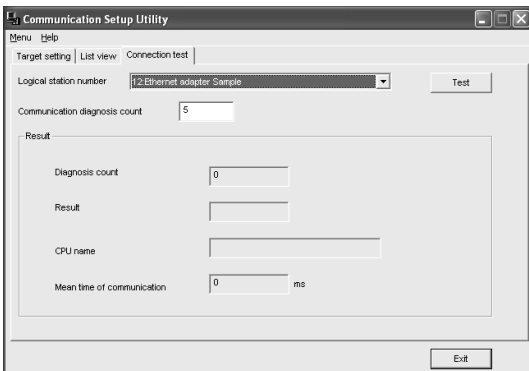 Communication Setup Utility
Menu Help
Target setting List view Connection test
Logical station number 12:Ethernet adapter Sample Test
Communication diagnosis count 5
Result
Diagnosis count 0
Result
CPU name
Mean time of communication 0 ms
Exit